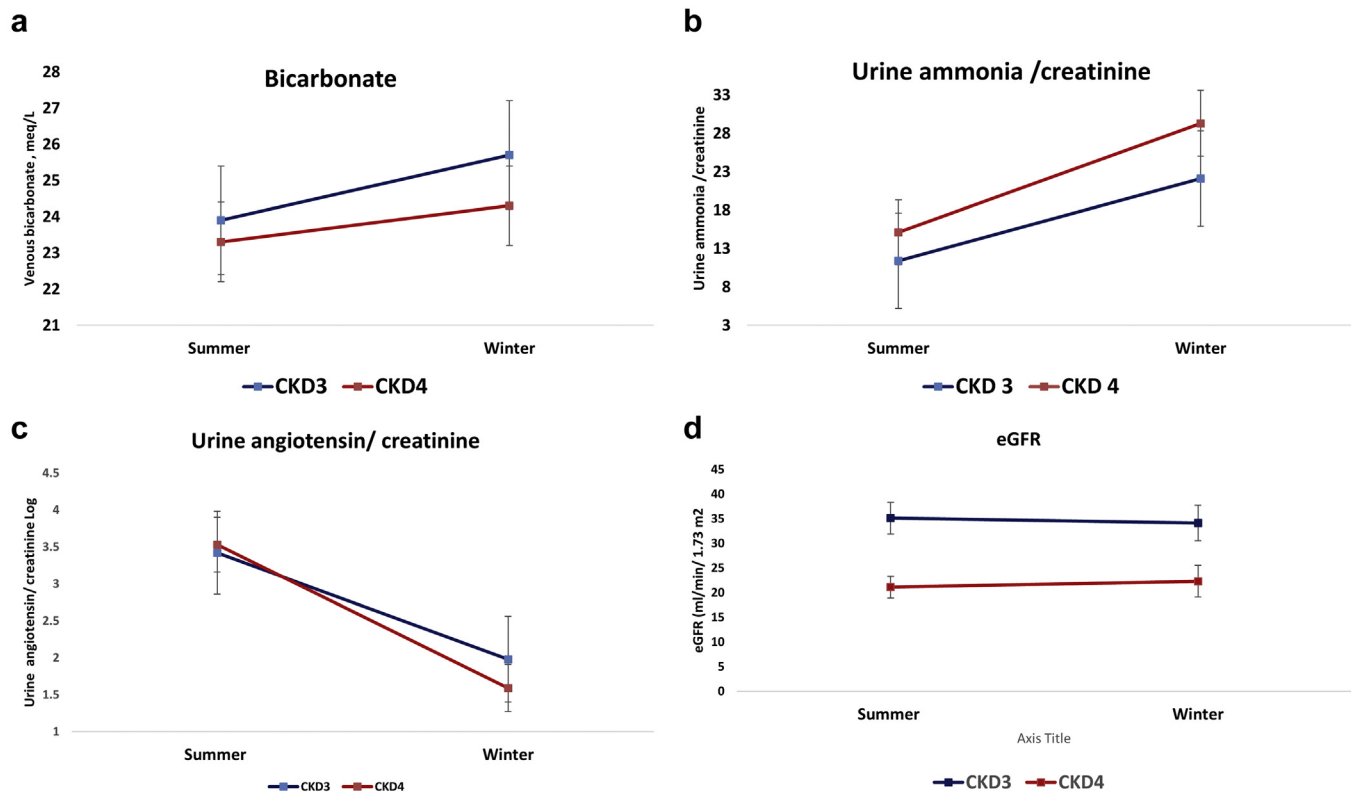 a
Bicarbonate
Venous bicarbonate , meq/L
28
27
26
25
24
23
22
21
Summer
Winter
CKD3
CKD4
b
Urine ammonia /creatinine
Urine ammonia /creatinine
33
28
23
18
13
8
3
Summer
Winter
CKD 3
CKD 4
c
Urine angiotensin/ creatinine
Urine angiotensin/ creatinine Log
4.5
4
3.5
3
2.5
2
1.5
1
Summer
Winter
CKD3
CKD4
d
eGFR
eGFR (ml/min/ 1.73 m2
45
40
35
30
25
20
15
10
5
0
Summer
Winter
Axis Title
CKD3
CKD4